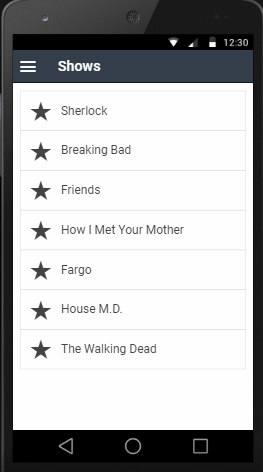 12:30
Shows
Sherlock
Breaking Bad
Friends
How I Met Your Mother
Fargo
House M.D.
The Walking Dead